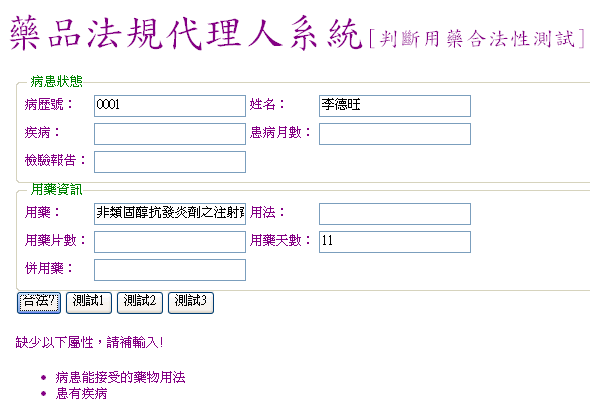 藥品法規代理人系統[判斷用藥合法性測試]
病患狀態
病歷號： 0001 姓名： 李德旺
疾病： 患病月數：
檢驗報告：
用藥資訊
用藥： 非類固醇抗發炎劑之注射 用法：
用藥片數： 用藥天數： 11
併用藥：
合法? 測試1 測試2 測試3
缺少以下屬性，請補輸入!
• 病患能接受的藥物用法
• 患有疾病